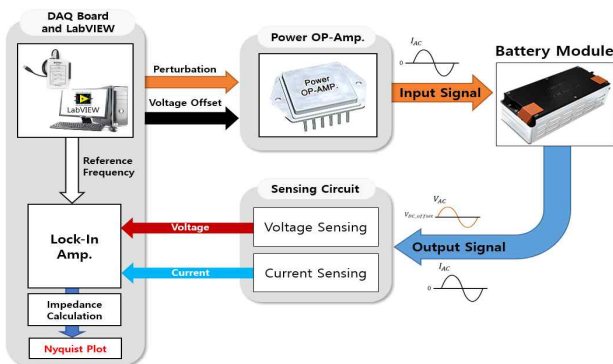 DAQ Board
and LabVIEW
LabVIEW
Perturbation
Voltage Offset
Power OP-Amp.
Power
OP-AMP.
I_AC
0
Input Signal
Battery Module
Reference
Frequency
Lock-In
Amp.
Impedance
Calculation
Nyquist Plot
Sensing Circuit
Voltage
Voltage Sensing
Current
Current Sensing
V_AC
V_DC_offset
Output Signal
I_AC
0